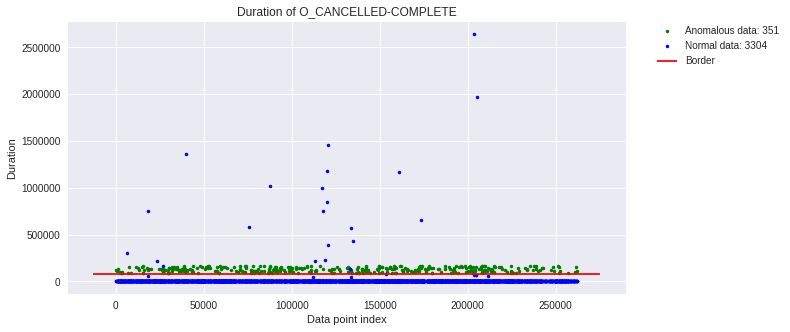 Duration of O_CANCELLED-COMPLETE
Anomalous data: 351
Normal data: 3304
Border
2500000
2000000
1500000
1000000
500000
0
Duration
0
50000
100000
150000
200000
250000
Data point index